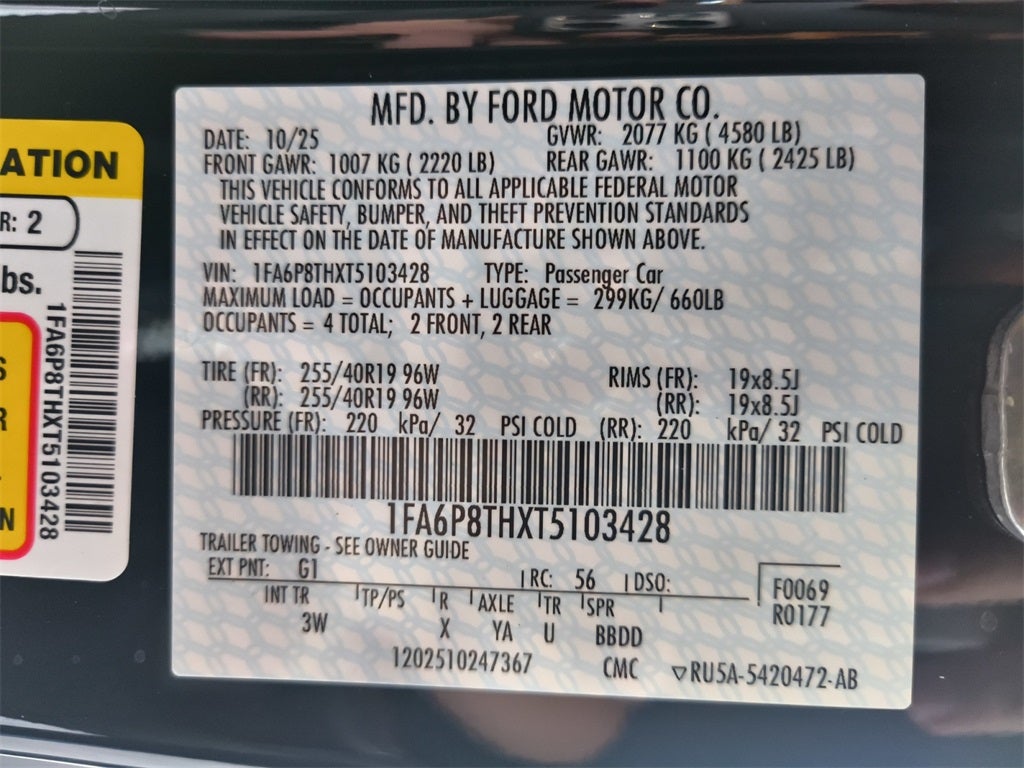 MFD. BY FORD MOTOR CO.
DATE: 10/25 GVWR: 2077 KG ( 4580 LB)
FRONT GAWR: 1007 KG ( 2220 LB) REAR GAWR: 1100 KG ( 2425 LB)
THIS VEHICLE CONFORMS TO ALL APPLICABLE FEDERAL MOTOR
VEHICLE SAFETY, BUMPER, AND THEFT PREVENTION STANDARDS
IN EFFECT ON THE DATE OF MANUFACTURE SHOWN ABOVE.
VIN: 1FA6P8THXT5103428 TYPE: Passenger Car
MAXIMUM LOAD = OCCUPANTS + LUGGAGE = 299KG/ 660LB
OCCUPANTS = 4 TOTAL; 2 FRONT, 2 REAR
TIRE (FR): 255/40R19 96W RIMS (FR): 19x8.5J
(RR): 255/40R19 96W (RR): 19x8.5J
PRESSURE (FR): 220 kPa/ 32 PSI COLD (RR): 220 kPa/ 32 PSI COLD
1FA6P8THXT5103428
TRAILER TOWING - SEE OWNER GUIDE
EXT PNT: G1 RC: 56 DSO: F0069
INT TR TP/PS R AXLE TR SPR R0177
3W X YA U BBDD
1202510247367 CMC ▽RU5A-5420472-AB
ATION
R: 2
bs.
1FA6P8THXT5103428
S
R
N